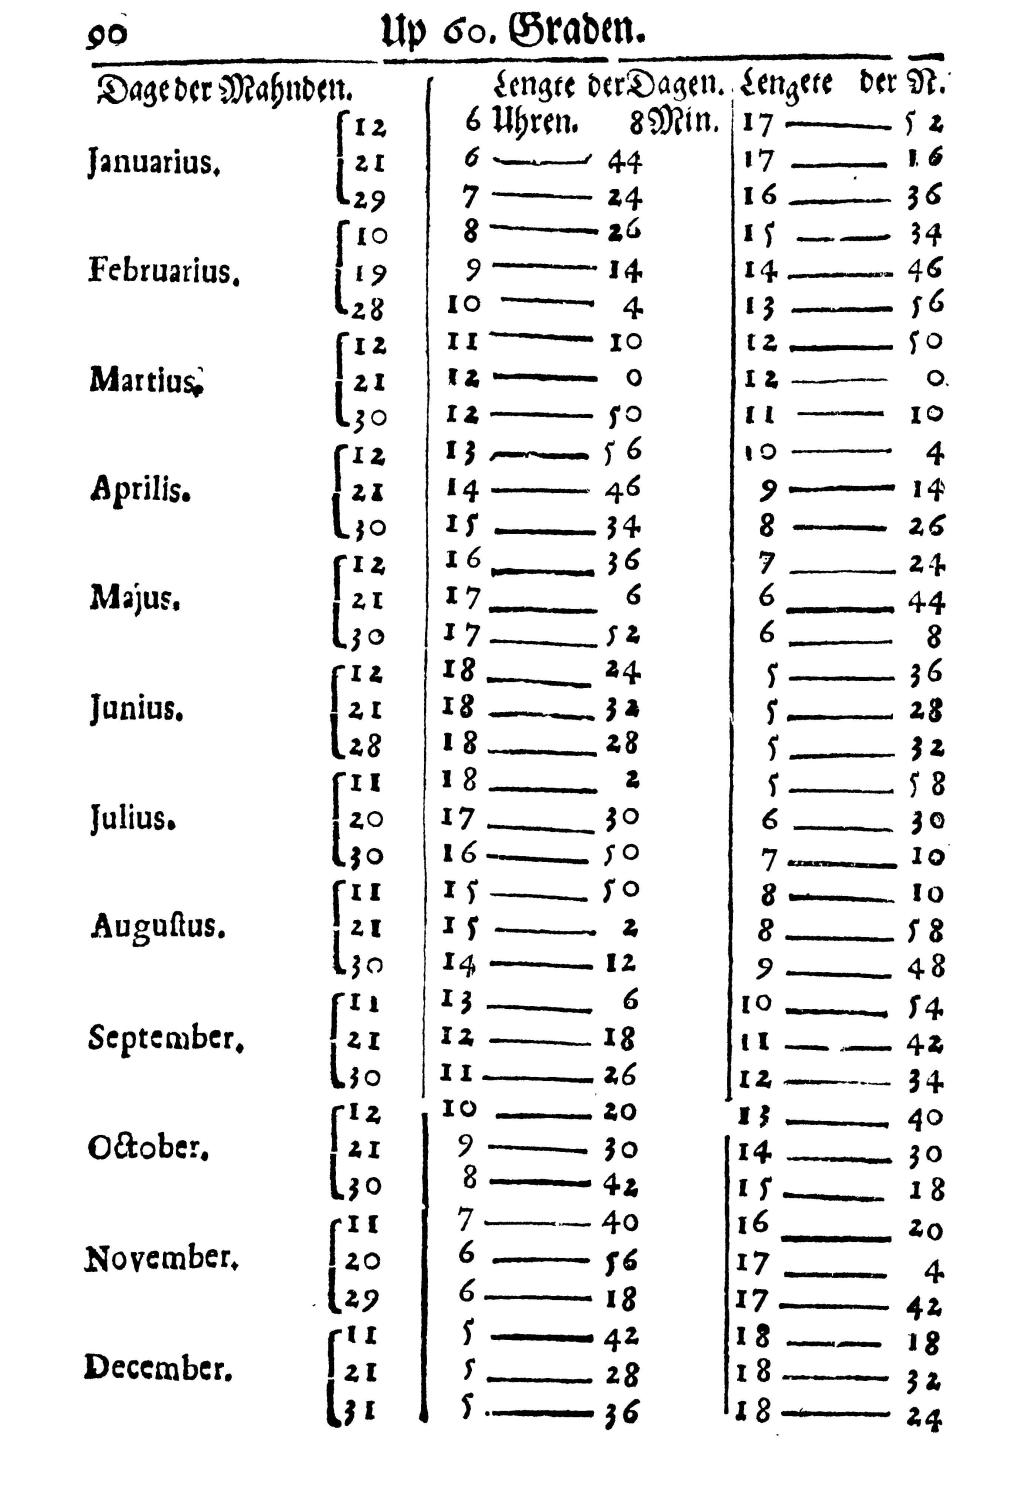 90 Up 60. Graden.
Dage der Mahnden. Lengte der Dagen. Lengete der N.
12 6 Uhren. 8 Min. 17 — 52
Januarius. 21 6 — 44 17 — 16
29 7 — 24 16 — 36
10 8 — 26 15 — 34
Februarius. 19 9 — 14 14 — 46
28 10 — 4 13 — 56
12 11 — 10 12 — 50
Martius. 21 12 — 0 12 — 0.
30 12 — 50 11 — 10
12 13 — 56 10 — 4
Aprilis. 21 14 — 46 9 — 14
30 15 — 34 8 — 26
12 16 — 36 7 — 24
Majus. 21 17 — 6 6 — 44
30 17 — 52 6 — 8
12 18 — 24 5 — 36
Junius. 21 18 — 32 5 — 28
28 18 — 28 5 — 32
11 18 — 2 5 — 58
Julius. 20 17 — 30 6 — 30
30 16 — 50 7 — 10
11 15 — 50 8 — 10
Auguſtus. 21 15 — 2 8 — 58
30 14 — 12 9 — 48
11 13 — 6 10 — 54
September. 21 12 — 18 11 — 42
30 11 — 26 12 — 34
12 10 — 20 13 — 40
October. 21 9 — 30 14 — 30
30 8 — 42 15 — 18
11 7 — 40 16 — 20
November. 20 6 — 56 17 — 4
29 6 — 18 17 — 42
11 5 — 42 18 — 18
December. 21 5 — 28 18 — 32
31 5 — 36 18 — 24